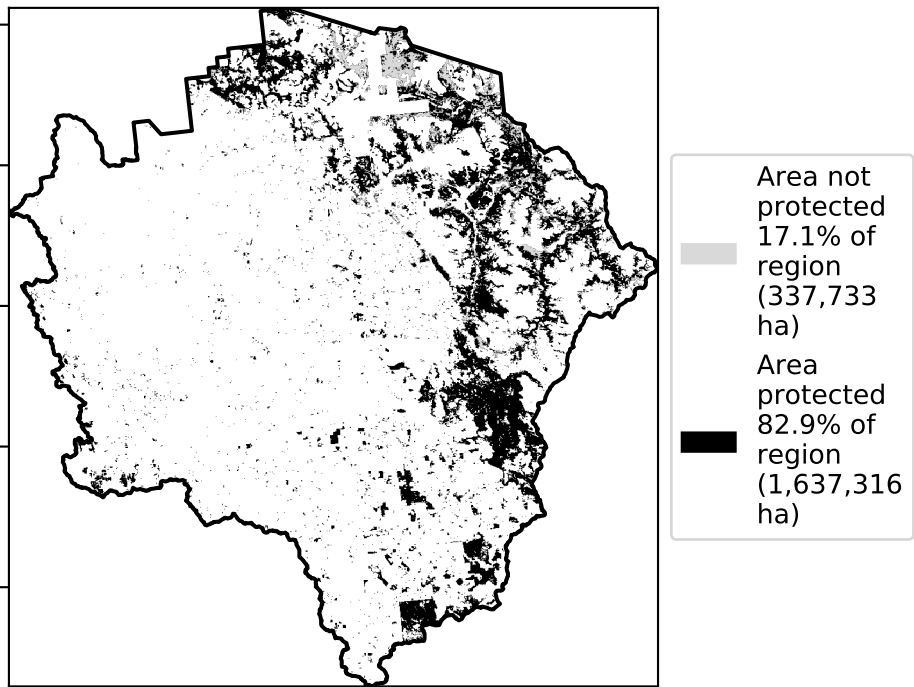 Area not
protected
17.1% of
region
(337,733
ha)
Area
protected
82.9% of
region
(1,637,316
ha)